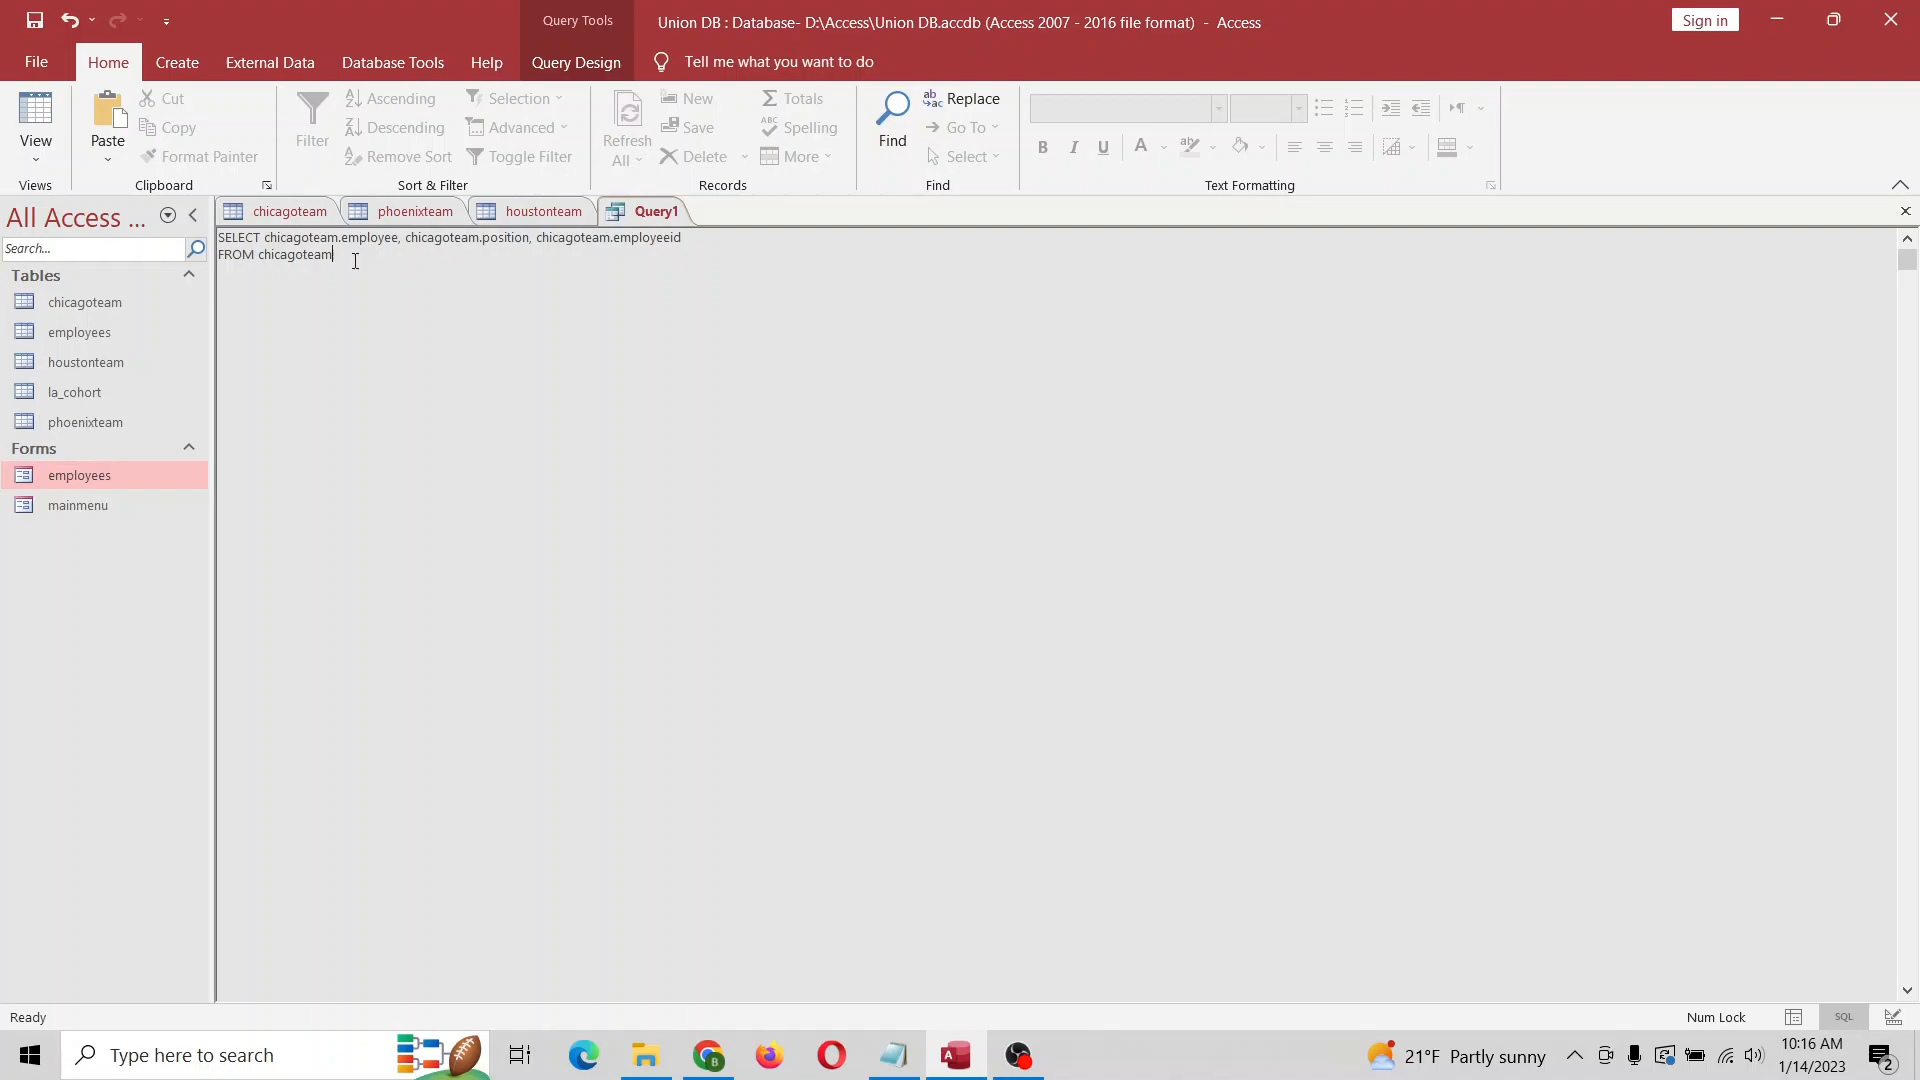 Query Tools
Union DB : Database- D:\Access\Union DB.accdb (Access 2007 - 2016 file format) - Access
Sign in
File
Home
Create
External Data
Database Tools
Help
Query Design
Tell me what you want to do
View
Paste
Cut
Copy
Format Painter
Filter
Ascending
Descending
Remove Sort
Selection
Advanced
Toggle Filter
Refresh
All
New
Save
Delete
Totals
Spelling
More
Find
Replace
Go To
Select
B I U A
Views
Clipboard
Sort & Filter
Records
Find
Text Formatting
All Access ...
Search...
Tables
chicagoteam
employees
houstonteam
la_cohort
phoenixteam
Forms
employees
mainmenu
chicagoteam
phoenixteam
houstonteam
Query1
SELECT chicagoteam.employee, chicagoteam.position, chicagoteam.employeeid
FROM chicagoteam
Ready
Num Lock
SQL
Type here to search
21°F Partly sunny
10:16 AM
1/14/2023
2